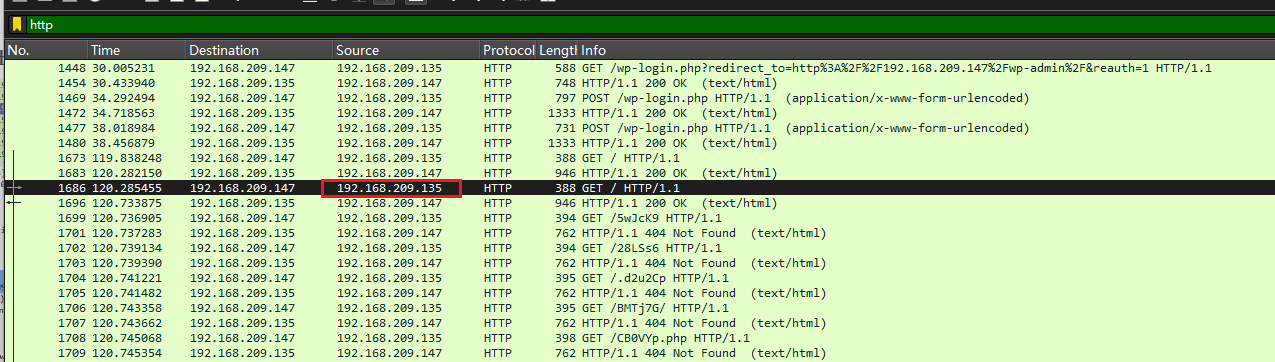 http
No. Time Destination Source Protocol Length Info
1448 30.005231 192.168.209.147 192.168.209.135 HTTP 588 GET /wp-login.php?redirect_to=http%3A%2F%2F192.168.209.147%2Fwp-admin%2F&reauth=1 HTTP/1.1
1454 30.433940 192.168.209.135 192.168.209.147 HTTP 748 HTTP/1.1 200 OK (text/html)
1469 34.292494 192.168.209.147 192.168.209.135 HTTP 797 POST /wp-login.php HTTP/1.1 (application/x-www-form-urlencoded)
1472 34.718563 192.168.209.135 192.168.209.147 HTTP 1333 HTTP/1.1 200 OK (text/html)
1477 38.018984 192.168.209.147 192.168.209.135 HTTP 731 POST /wp-login.php HTTP/1.1 (application/x-www-form-urlencoded)
1480 38.456879 192.168.209.135 192.168.209.147 HTTP 1333 HTTP/1.1 200 OK (text/html)
1673 119.838248 192.168.209.147 192.168.209.135 HTTP 388 GET / HTTP/1.1
1683 120.282150 192.168.209.135 192.168.209.147 HTTP 946 HTTP/1.1 200 OK (text/html)
1686 120.285455 192.168.209.147 192.168.209.135 HTTP 388 GET / HTTP/1.1
1696 120.733875 192.168.209.135 192.168.209.147 HTTP 946 HTTP/1.1 200 OK (text/html)
1699 120.736905 192.168.209.147 192.168.209.135 HTTP 394 GET /5wJcK9 HTTP/1.1
1701 120.737283 192.168.209.135 192.168.209.147 HTTP 762 HTTP/1.1 404 Not Found (text/html)
1702 120.739134 192.168.209.147 192.168.209.135 HTTP 394 GET /28LSs6 HTTP/1.1
1703 120.739390 192.168.209.135 192.168.209.147 HTTP 762 HTTP/1.1 404 Not Found (text/html)
1704 120.741221 192.168.209.147 192.168.209.135 HTTP 395 GET /.d2u2Cp HTTP/1.1
1705 120.741482 192.168.209.135 192.168.209.147 HTTP 762 HTTP/1.1 404 Not Found (text/html)
1706 120.743358 192.168.209.147 192.168.209.135 HTTP 395 GET /BMTj7G/ HTTP/1.1
1707 120.743662 192.168.209.135 192.168.209.147 HTTP 762 HTTP/1.1 404 Not Found (text/html)
1708 120.745068 192.168.209.147 192.168.209.135 HTTP 398 GET /CB0VYp.php HTTP/1.1
1709 120.745354 192.168.209.135 192.168.209.147 HTTP 762 HTTP/1.1 404 Not Found (text/html)